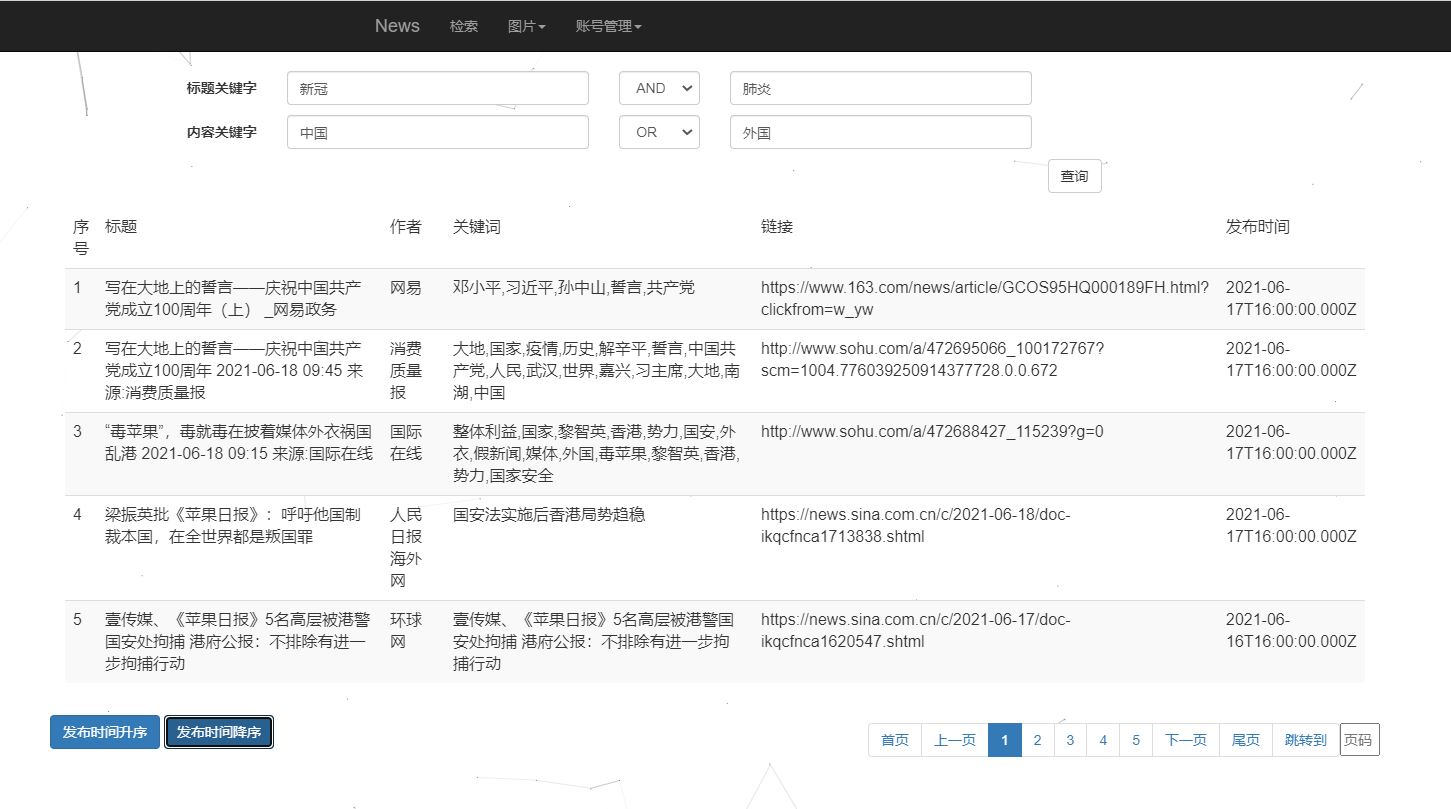 News 检索 图片 账号管理
标题关键字 新冠 AND 肺炎
内容关键字 中国 OR 外国
查询
序号 标题 作者 关键词 链接 发布时间
1 写在大地上的誓言——庆祝中国共产 网易 邓小平,习近平,孙中山,誓言,共产党 https://www.163.com/news/article/GCOS95HQ000189FH.html? 2021-06-
党成立100周年（上） _网易政务 clickfrom=w_yw 17T16:00:00.000Z
2 写在大地上的誓言——庆祝中国共产 消费 大地,国家,疫情,历史,解辛平,誓言,中国共 http://www.sohu.com/a/472695066_100172767? 2021-06-
党成立100周年 2021-06-18 09:45 来 质量 产党,人民,武汉,世界,嘉兴,习主席,大地,南 scm=1004.776039250914377728.0.0.672 17T16:00:00.000Z
源:消费质量报 报 湖,中国
3 “毒苹果”，毒就毒在披着媒体外衣祸国 国际 整体利益,国家,黎智英,香港,势力,国安,外 http://www.sohu.com/a/472688427_115239?g=0 2021-06-
乱港 2021-06-18 09:15 来源:国际在线 在线 衣,假新闻,媒体,外国,毒苹果,黎智英,香港, 17T16:00:00.000Z
势力,国家安全
4 梁振英批《苹果日报》：呼吁他国制 人民 国安法实施后香港局势趋稳 https://news.sina.com.cn/c/2021-06-18/doc- 2021-06-
裁本国，在全世界都是叛国罪 日报 ikqcfnca1713838.shtml 17T16:00:00.000Z
海外
网
5 壹传媒、《苹果日报》5名高层被港警 环球 壹传媒、《苹果日报》5名高层被港警国 https://news.sina.com.cn/c/2021-06-17/doc- 2021-06-
国安处拘捕 港府公报：不排除有进一 网 安处拘捕 港府公报：不排除有进一步拘 ikqcfnca1620547.shtml 16T16:00:00.000Z
步拘捕行动 捕行动
发布时间升序 发布时间降序 首页 上一页 1 2 3 4 5 下一页 尾页 跳转到 页码